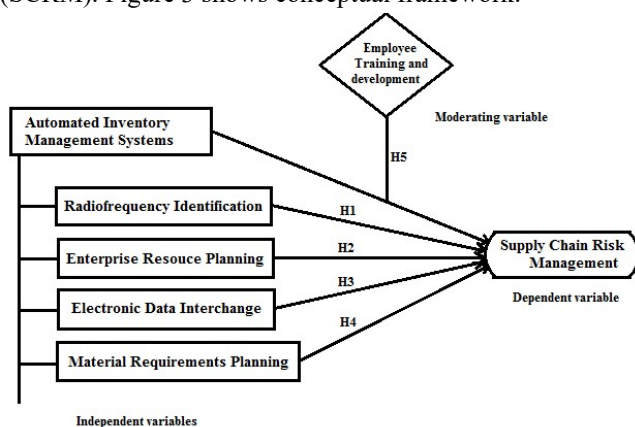 (SCRM). Figure 3 shows conceptual framework.
Employee
Training and
development
Moderating variable
Automated Inventory
Management Systems
H5
Radiofrequency Identification
H1
Enterprise Resouce Planning
H2
Supply Chain Risk
Management
H3
Electronic Data Interchange
Dependent variable
H4
Material Requirements Planning
Independent variables